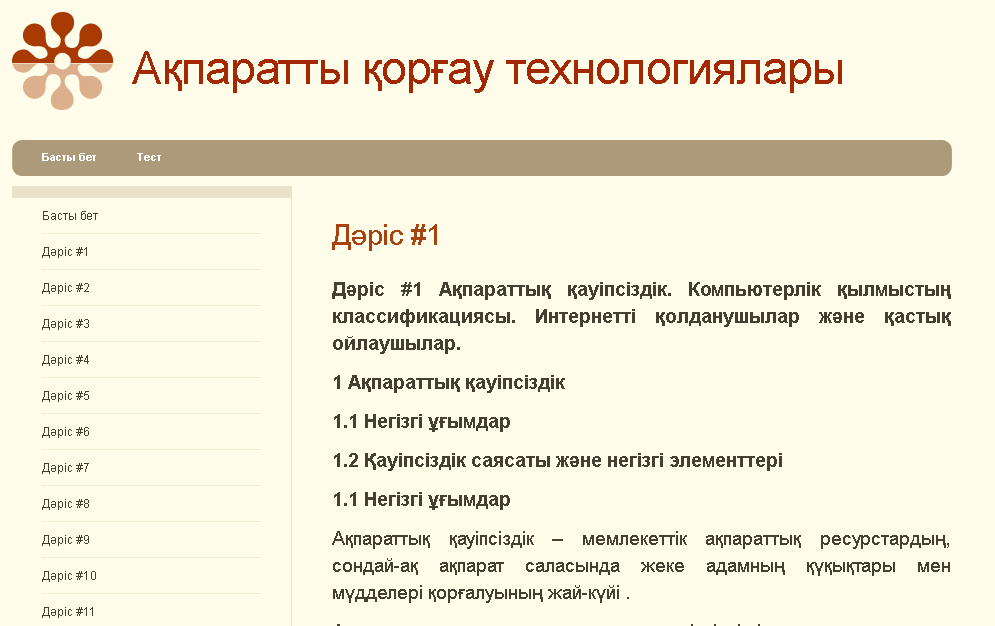 Ақпаратты қорғау технологиялары
Басты бет Тест
Басты бет
Дәріс #1
Дәріс #2
Дәріс #3
Дәріс #4
Дәріс #5
Дәріс #6
Дәріс #7
Дәріс #8
Дәріс #9
Дәріс #10
Дәріс #11
Дәріс #1
Дәріс #1 Ақпараттық қауіпсіздік. Компьютерлік қылмыстың
классификациясы. Интернетті қолданушылар және қастық
ойлаушылар.
1 Ақпараттық қауіпсіздік
1.1 Негізгі ұғымдар
1.2 Қауіпсіздік саясаты және негізгі элементтері
1.1 Негізгі ұғымдар
Ақпараттық қауіпсіздік – мемлекеттік ақпараттық ресурстардың,
сондай-ақ ақпарат саласында жеке адамның құқықтары мен
мүдделері қорғалуының жай-күйі .